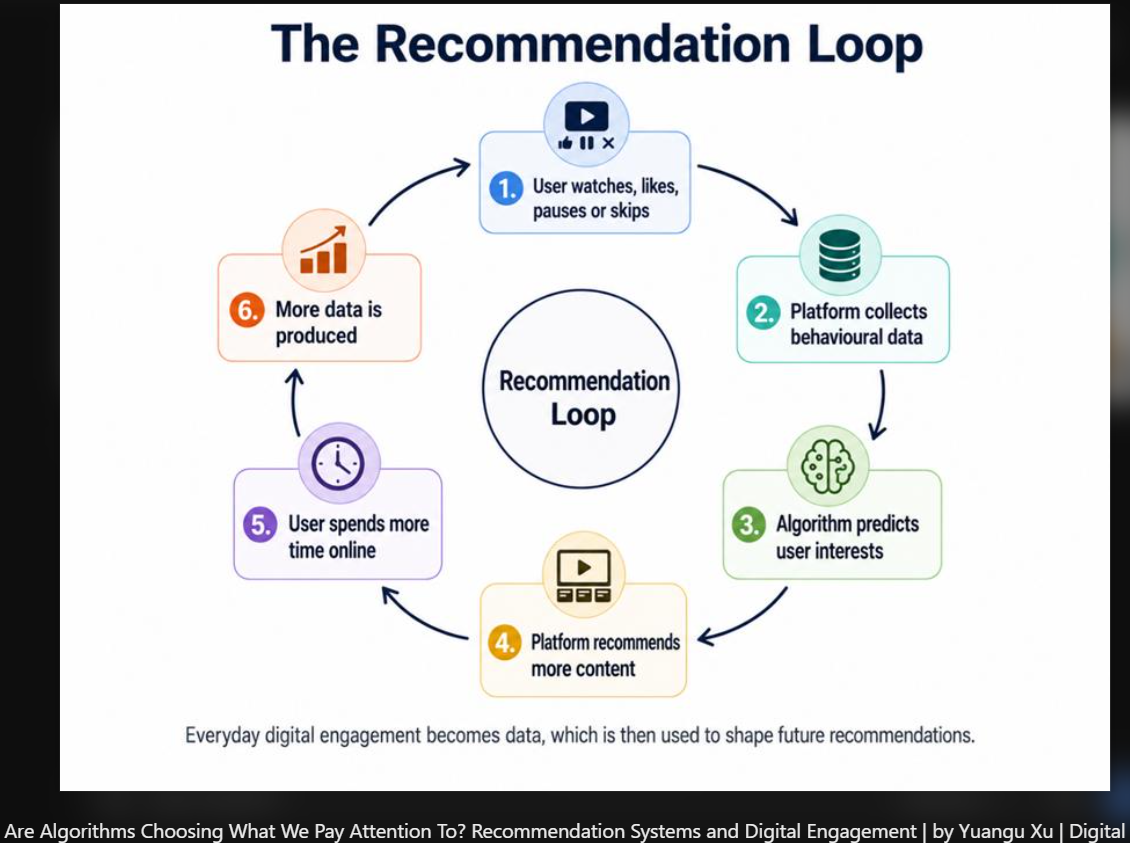 The Recommendation Loop
1. User watches, likes,
pauses or skips
2. Platform collects
behavioural data
3. Algorithm predicts
user interests
4. Platform recommends
more content
5. User spends more
time online
6. More data is
produced
Recommendation
Loop
Everyday digital engagement becomes data, which is then used to shape future recommendations.
Are Algorithms Choosing What We Pay Attention To? Recommendation Systems and Digital Engagement | by Yuangu Xu | Digital